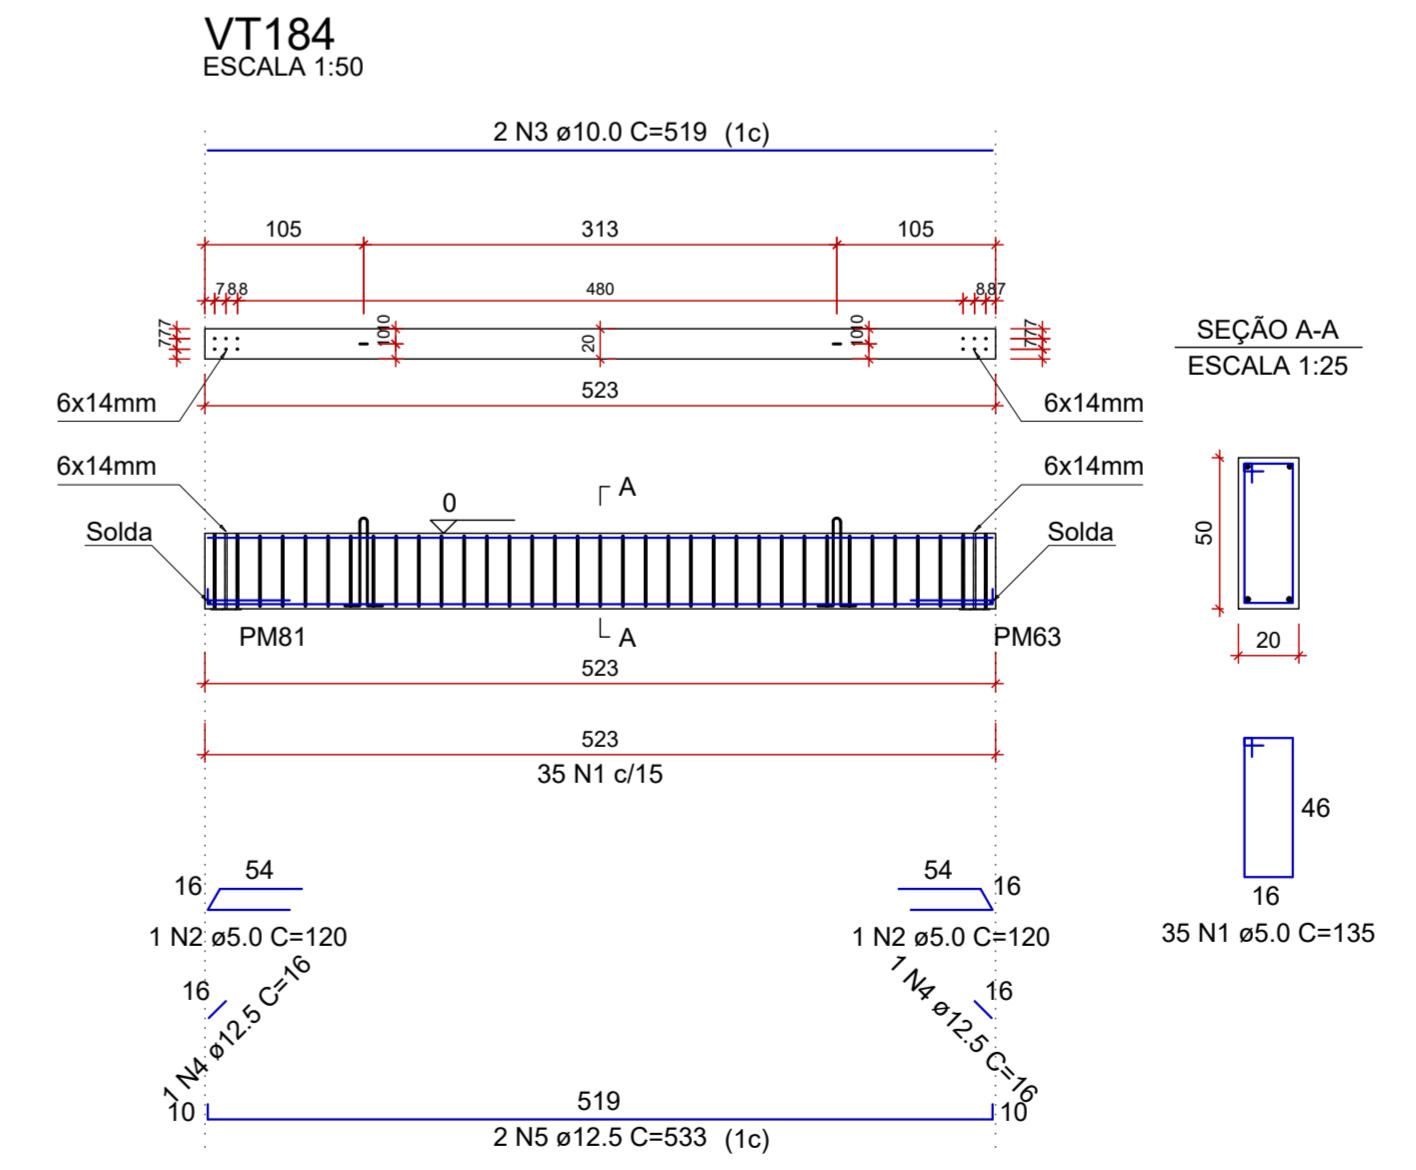 VT184
ESCALA 1:50
2 N3 ø10.0 C=519 (1c)
105 313 105
7 8 8 480 8 8 7
7 7 7 10 10 20 10 10 7 7 7
SEÇÃO A-A
ESCALA 1:25
523
6x14mm 6x14mm
6x14mm 6x14mm
0 A
Solda Solda
50
PM81 A PM63
20
523
523
35 N1 c/15
46
16 54 54 16
16
1 N2 ø5.0 C=120 1 N2 ø5.0 C=120
35 N1 ø5.0 C=135
16 16
1 N4 ø12.5 C=16 1 N4 ø12.5 C=16
10 519 10
2 N5 ø12.5 C=533 (1c)